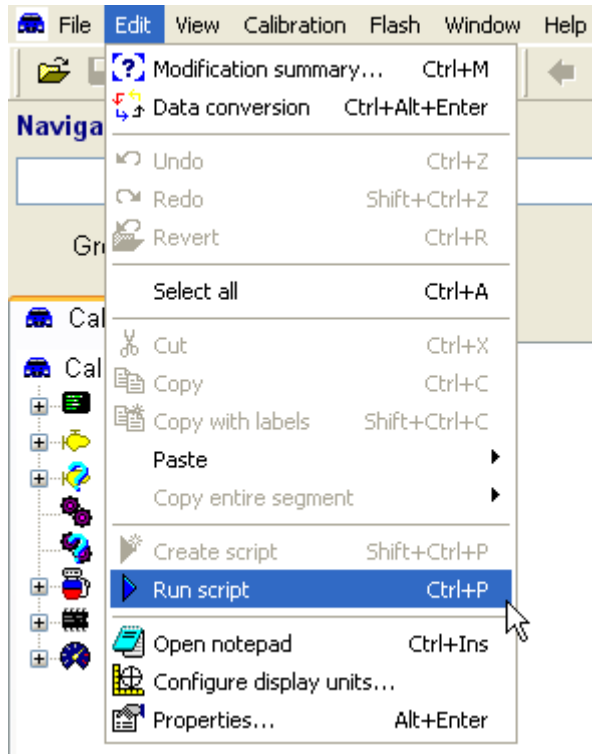 File Edit View Calibration Flash Window Help
Modification summary... Ctrl+M
Data conversion Ctrl+Alt+Enter
Naviga
Undo Ctrl+Z
Redo Shift+Ctrl+Z
Revert Ctrl+R
Gr
Select all Ctrl+A
Cal
Cut Ctrl+X
Cal
Copy Ctrl+C
Copy with labels Shift+Ctrl+C
Paste
Copy entire segment
Create script Shift+Ctrl+P
Run script Ctrl+P
Open notepad Ctrl+Ins
Configure display units...
Properties... Alt+Enter